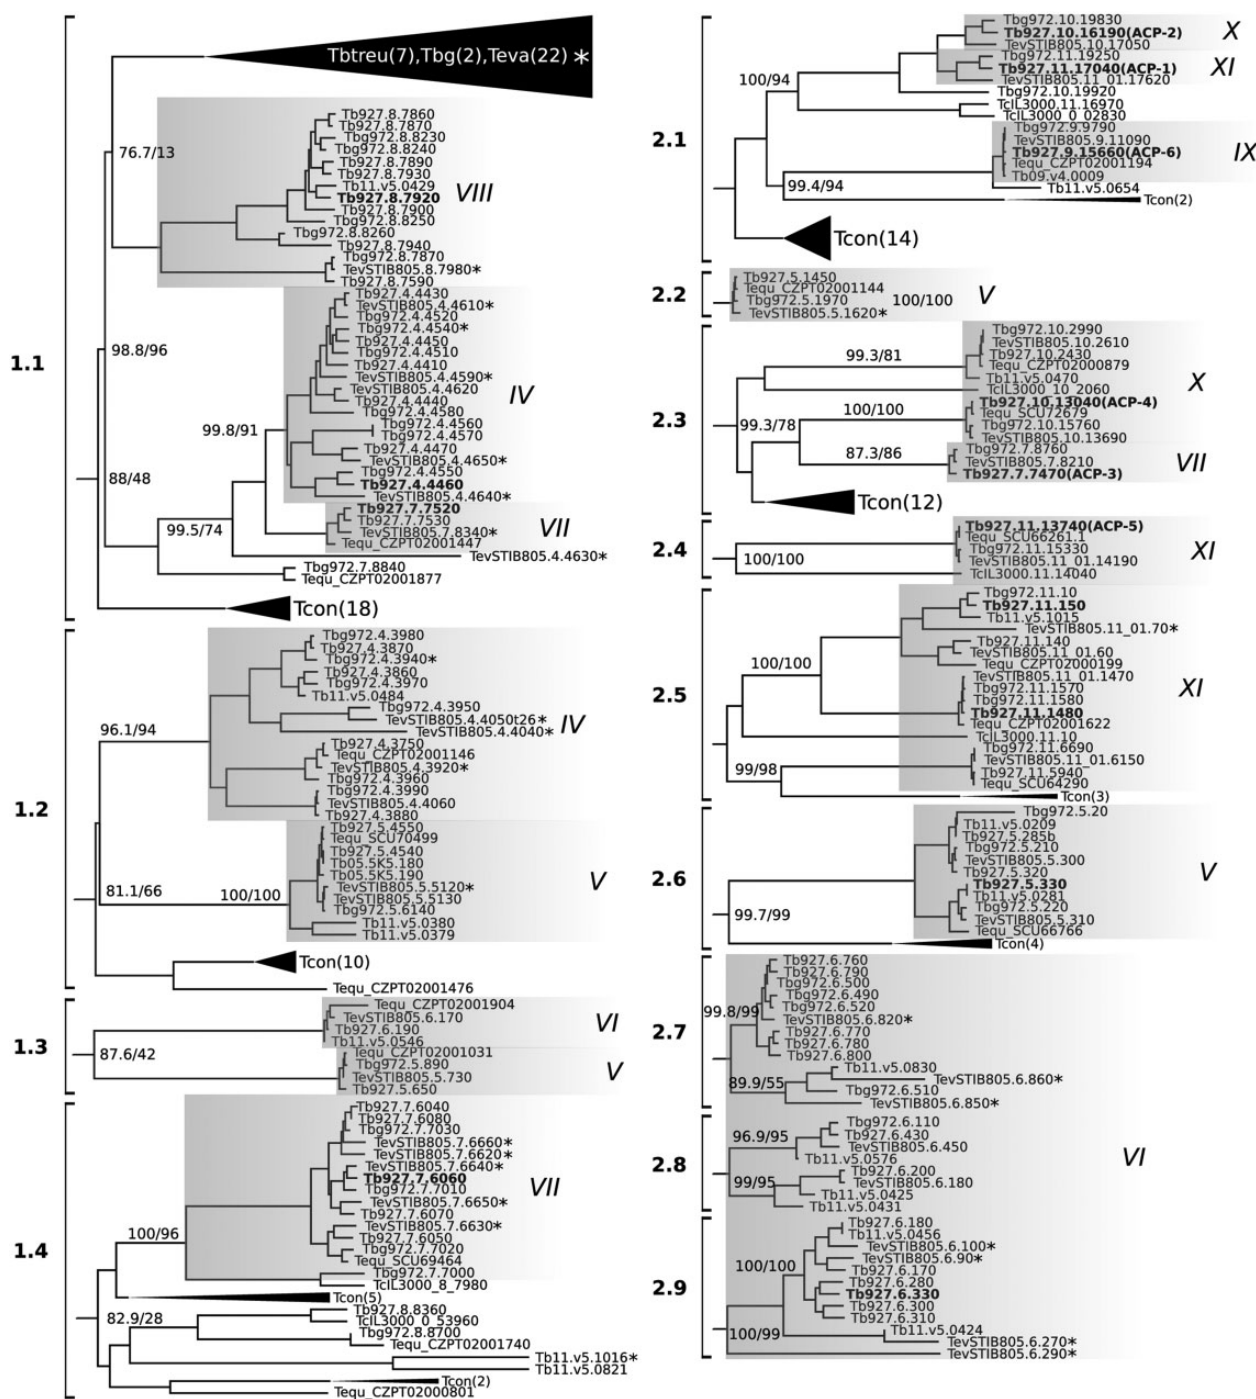 1.1
Tbtreu(7),Tbg(2),Teva(22) *
76.7/13
Tb927.8.7860
Tb927.8.7870
Tbg972.8.8230
Tbg972.8.8240
Tb927.8.7890
Tb927.8.7930
Tb11.v5.0429
Tb927.8.7920
Tb927.8.7900
Tbg972.8.8250
Tbg972.8.8260
Tb927.8.7940
Tbg972.8.7870
TevSTIB805.8.7980*
Tb927.8.7590
VIII
98.8/96
Tb927.4.4430
TevSTIB805.4.4610*
Tbg972.4.4520
Tbg972.4.4540*
Tb927.4.4450
Tbg972.4.4510
Tb927.4.4410
TevSTIB805.4.4590*
TevSTIB805.4.4620
Tb927.4.4440
Tbg972.4.4580
Tbg972.4.4560
Tbg972.4.4570
Tb927.4.4470
TevSTIB805.4.4650*
Tbg972.4.4550
Tb927.4.4460
TevSTIB805.4.4640*
IV
99.8/91
88/48
99.5/74
Tb927.7.7520
Tb927.7.7530
TevSTIB805.7.8340*
Tequ_CZPT02001447
VII
TevSTIB805.4.4630*
Tbg972.7.8840
Tequ_CZPT02001877
Tcon(18)
1.2
Tbg972.4.3980
Tb927.4.3870
Tbg972.4.3940*
Tb927.4.3860
Tbg972.4.3970
Tb11.v5.0484
Tbg972.4.3950
TevSTIB805.4.4050t26*
TevSTIB805.4.4040*
Tb927.4.3750
Tequ_CZPT02001146
TevSTIB805.4.3920*
Tbg972.4.3960
Tbg972.4.3990
TevSTIB805.4.4060
Tb927.4.3880
IV
96.1/94
Tb927.5.4550
Tequ_SCU70499
Tb927.5.4540
Tb05.5K5.180
Tb05.5K5.190
TevSTIB805.5.5120*
TevSTIB805.5.5130
Tbg972.5.6140
Tb11.v5.0380
Tb11.v5.0379
V
81.1/66
100/100
Tcon(10)
Tequ_CZPT02001476
1.3
Tequ_CZPT02001904
TevSTIB805.6.170
Tb927.6.190
Tb11.v5.0546
VI
87.6/42
Tequ_CZPT02001031
Tbg972.5.890
TevSTIB805.5.730
Tb927.5.650
V
1.4
Tb927.7.6040
Tb927.7.6080
Tbg972.7.7030
TevSTIB805.7.6660*
TevSTIB805.7.6620*
TevSTIB805.7.6640*
Tb927.7.6060
Tbg972.7.7010
TevSTIB805.7.6650*
Tb927.7.6070
TevSTIB805.7.6630*
Tb927.7.6050
Tbg972.7.7020
Tequ_SCU69464
Tbg972.7.7000
VII
100/96
TcIL3000_8_7980
Tcon(5)
82.9/28
Tb927.8.8360
TcIL3000_0_53960
Tbg972.8.8700
Tequ_CZPT02001740
Tb11.v5.1016*
Tb11.v5.0821
Tcon(2)
Tequ_CZPT02000801
2.1
Tbg972.10.19830
Tb927.10.16190(ACP-2)
TevSTIB805.10.17050
X
Tbg972.11.19250
Tb927.11.17040(ACP-1)
TevSTIB805.11_01.17620
XI
100/94
Tbg972.10.19920
TcIL3000.11.16970
TcIL3000_0_02830
Tbg972.9.9790
TevSTIB805.9.11090
Tb927.9.15660(ACP-6)
Tequ_CZPT02001194
Tb09.v4.0009
IX
99.4/94
Tb11.v5.0654
Tcon(2)
Tcon(14)
2.2
Tb927.5.1450
Tequ_CZPT02001144
Tbg972.5.1970
TevSTIB805.5.1620*
100/100
V
2.3
Tbg972.10.2990
TevSTIB805.10.2610
Tb927.10.2430
Tequ_CZPT02000879
Tb11.v5.0470
TcIL3000_10_2060
99.3/81
X
Tb927.10.13040(ACP-4)
Tequ_SCU72679
Tbg972.10.15760
TevSTIB805.10.13690
100/100
99.3/78
Tbg972.7.8760
TevSTIB805.7.8210
Tb927.7.7470(ACP-3)
87.3/86
VII
Tcon(12)
2.4
Tb927.11.13740(ACP-5)
Tequ_SCU66261.1
Tbg972.11.15330
TevSTIB805.11_01.14190
TcIL3000.11.14040
100/100
XI
2.5
Tbg972.11.10
Tb927.11.150
Tb11.v5.1015
TevSTIB805.11_01.70*
Tb927.11.140
TevSTIB805.11_01.60
Tequ_CZPT02000199
TevSTIB805.11_01.1470
Tbg972.11.1570
Tbg972.11.1580
Tb927.11.1480
Tequ_CZPT02001622
TcIL3000.11.10
Tbg972.11.6690
TevSTIB805.11_01.6150
Tb927.11.5940
Tequ_SCU64290
100/100
XI
99/98
Tcon(3)
2.6
Tbg972.5.20
Tb11.v5.0209
Tb927.5.285b
Tbg972.5.210
TevSTIB805.5.300
Tb927.5.320
Tb927.5.330
Tb11.v5.0281
Tbg972.5.220
TevSTIB805.5.310
Tequ_SCU66766
V
99.7/99
Tcon(4)
2.7
Tb927.6.760
Tb927.6.790
Tbg972.6.500
Tbg972.6.490
Tbg972.6.520
TevSTIB805.6.820*
Tb927.6.770
Tb927.6.780
Tb927.6.800
99.8/99
Tb11.v5.0830
TevSTIB805.6.860*
Tbg972.6.510
TevSTIB805.6.850*
89.9/55
2.8
Tbg972.6.110
Tb927.6.430
TevSTIB805.6.450
Tb11.v5.0576
96.9/95
VI
Tb927.6.200
TevSTIB805.6.180
Tb11.v5.0425
Tb11.v5.0431
99/95
2.9
Tb927.6.180
Tb11.v5.0456
TevSTIB805.6.100*
TevSTIB805.6.90*
Tb927.6.170
Tb927.6.280
Tb927.6.330
Tb927.6.300
Tb927.6.310
100/100
Tb11.v5.0424
TevSTIB805.6.270*
TevSTIB805.6.290*
100/99